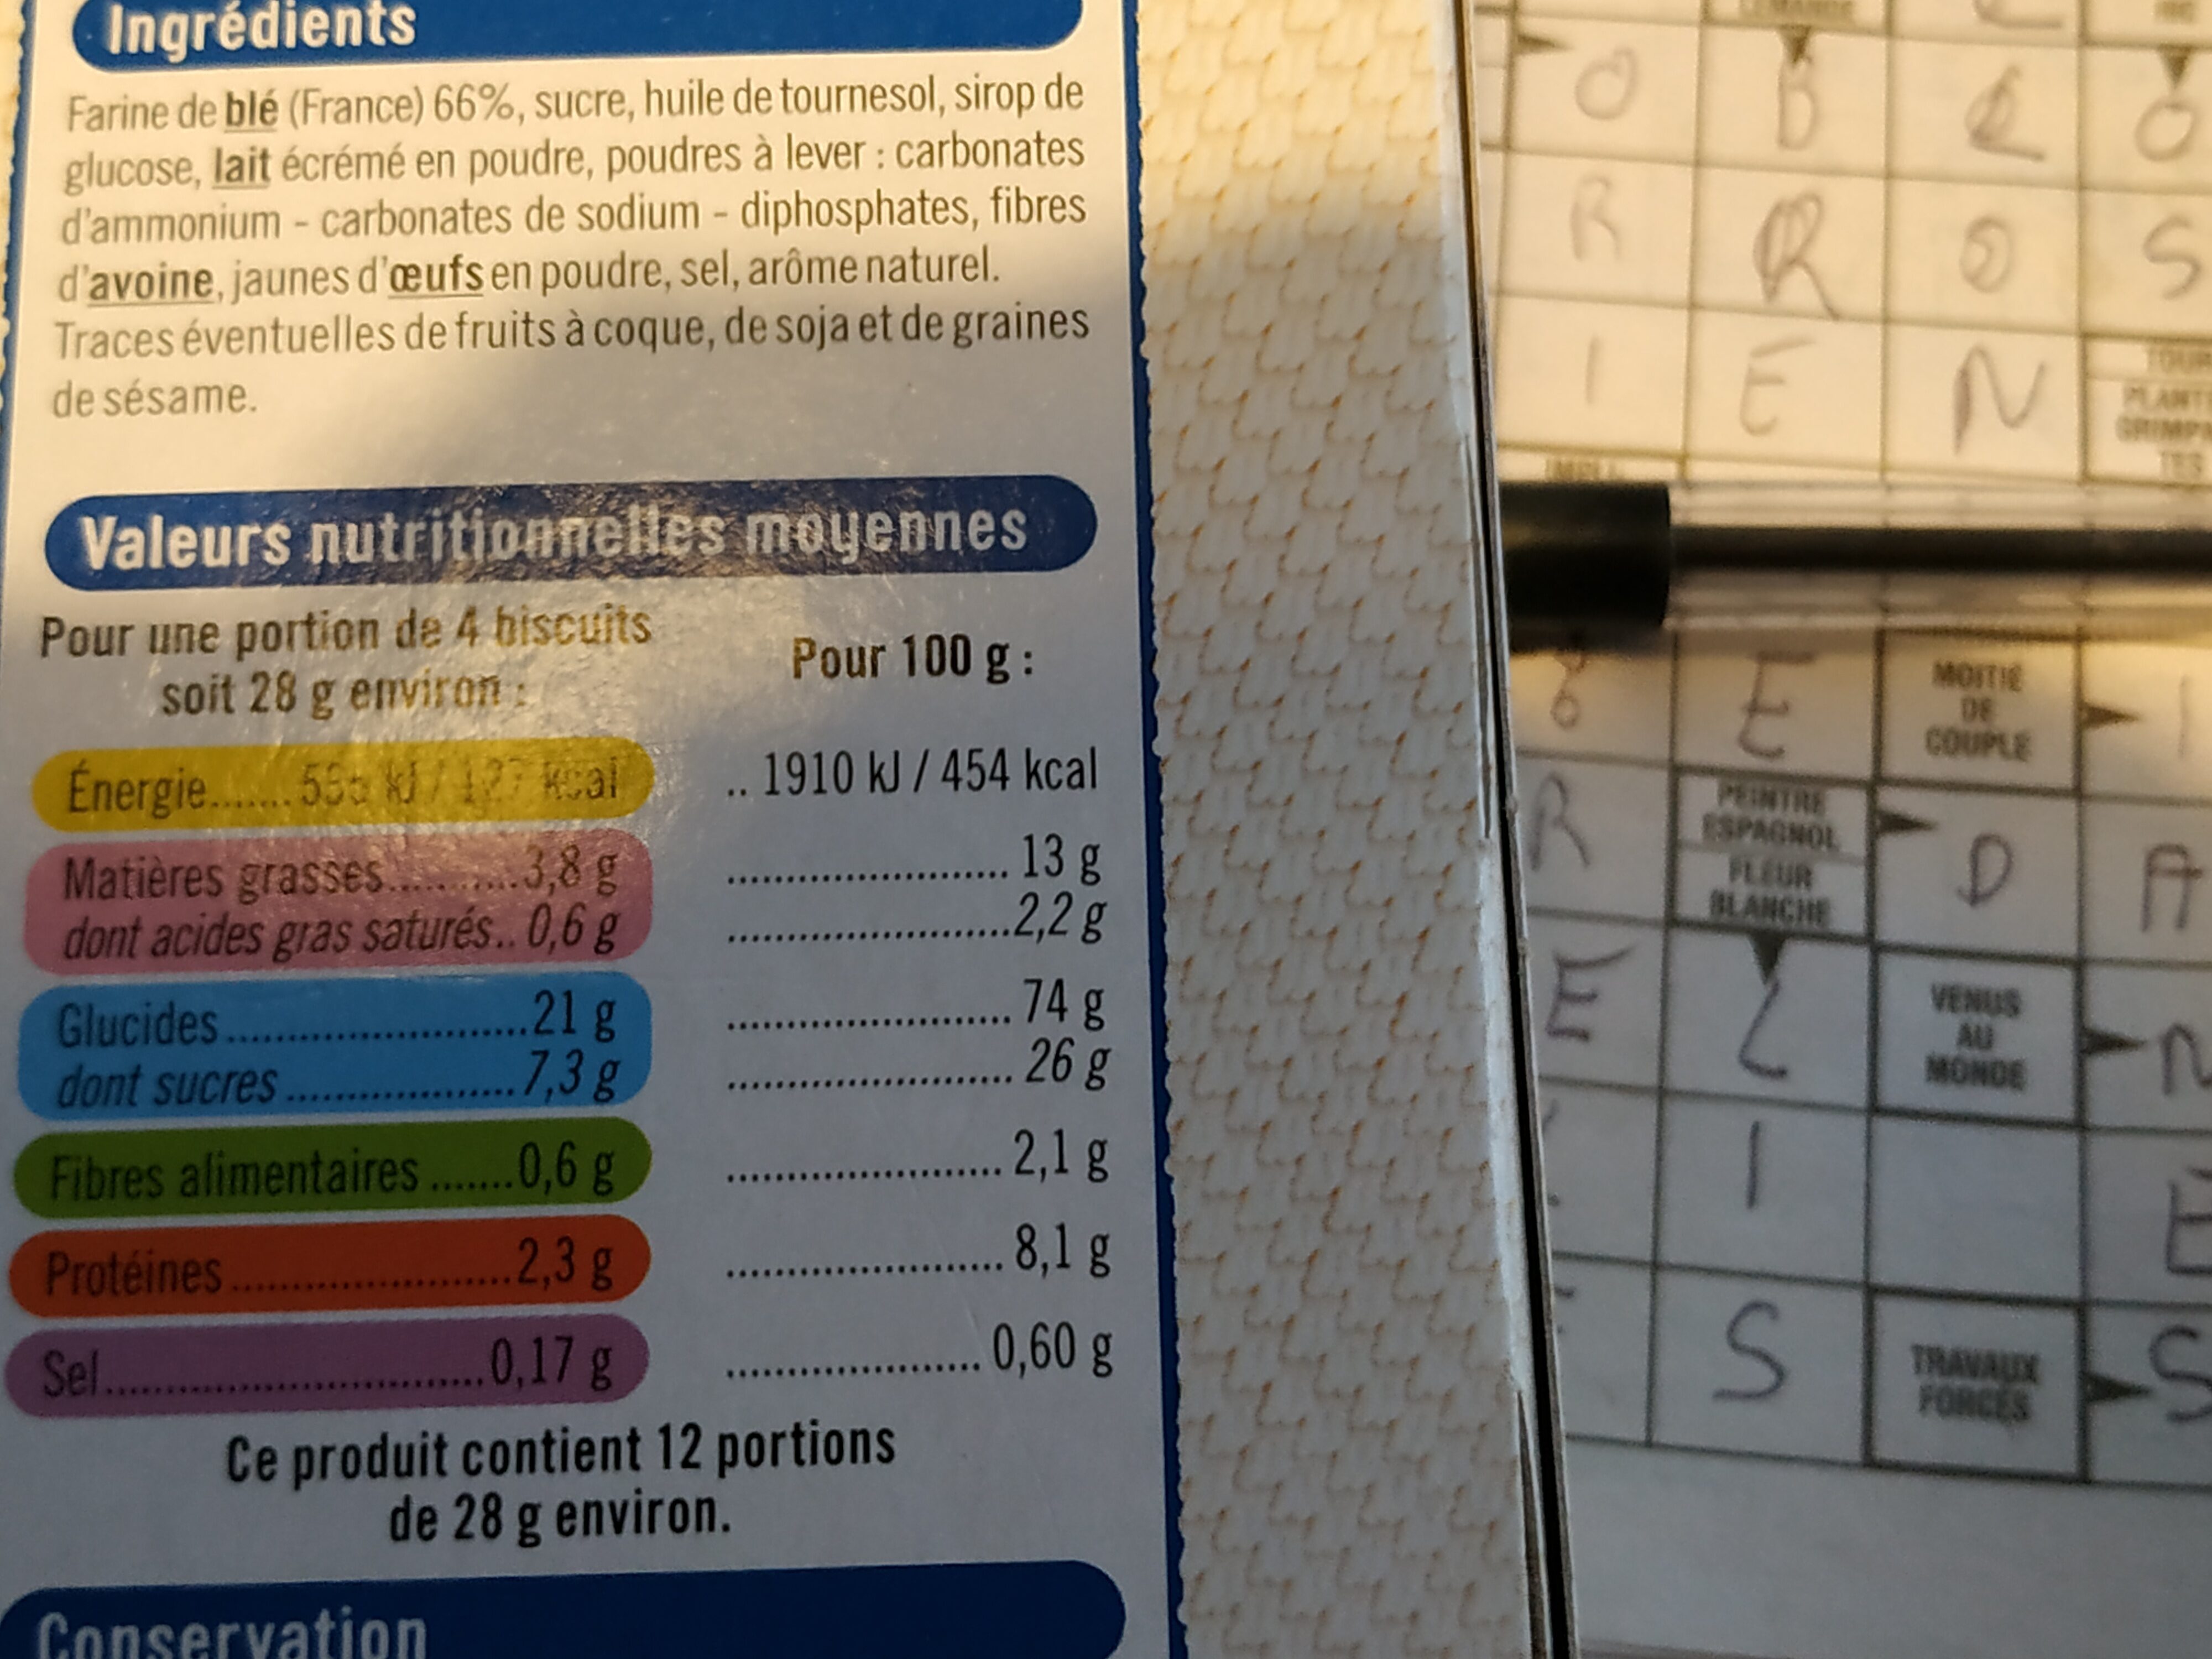 Ingrédients
Farine de blé (France) 66%, sucre, huile de tournesol, sirop de
glucose, lait écrémé en poudre, poudres à lever : carbonates
d'ammonium - carbonates de sodium - diphosphates, fibres
d'avoine, jaunes d'œufs en poudre, sel, arôme naturel.
Traces éventuelles de fruits à coque, de soja et de graines
de sésame.
Valeurs nutritionnelles moyennes
Pour une portion de 4 biscuits
soit 28 g environ :
Pour 100 g :
Énergie....... kJ / 127 kcal .. 1910 kJ / 454 kcal
Matières grasses..........3,8 g ........................ 13 g
dont acides gras saturés.. 0,6 g ........................2,2 g
Glucides........................21 g ........................ 74 g
dont sucres...................7,3 g ........................ 26 g
Fibres alimentaires.......0,6 g ....................... 2,1 g
Protéines.......................2,3 g ....................... 8,1 g
Sel................................0,17 g ..................... 0,60 g
Ce produit contient 12 portions
de 28 g environ.
Conservation
O B L O
R R O S
I E N
E
MOITIÉ
DE
COUPLE
I
R
PEINTRE
ESPAGNOL
FLEUR
BLANCHE
D A
E L
VENUS
AU
MONDE
N
I E
S
TRAVAUX
FORCÉS
S